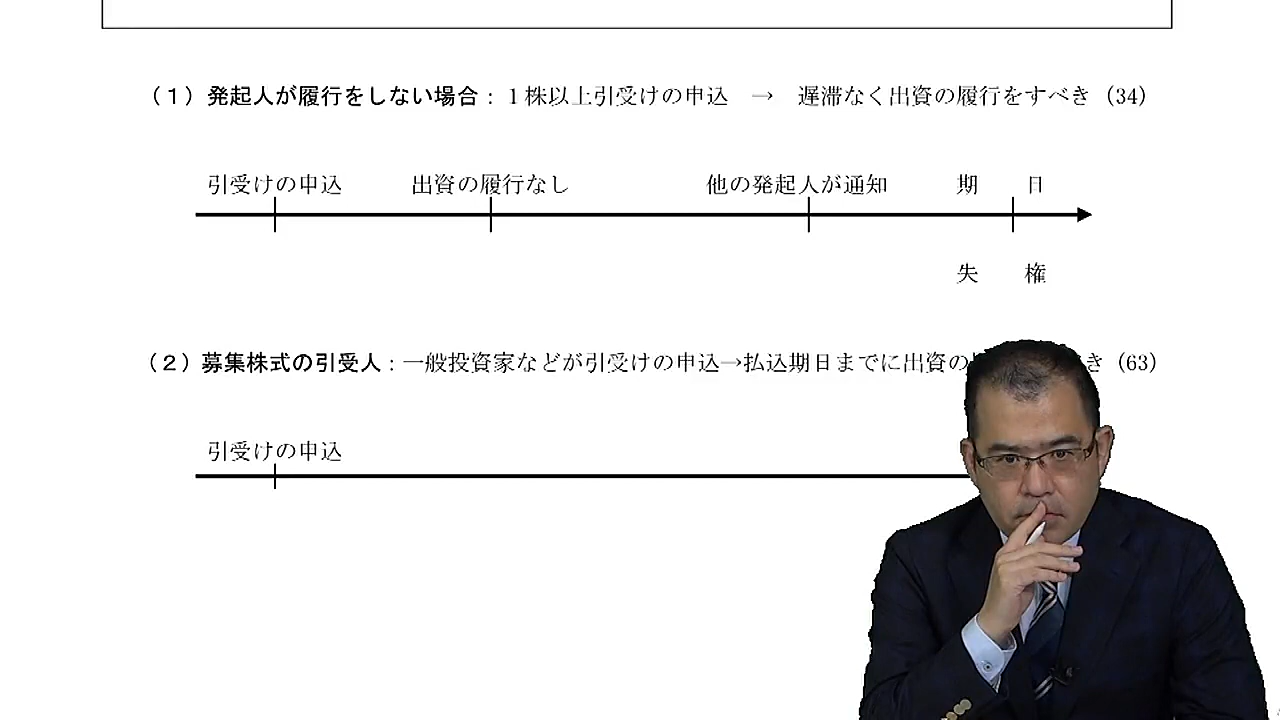 （１）発起人が履行をしない場合：１株以上引受けの申込　→　遅滞なく出資の履行をすべき（34）
引受けの申込　出資の履行なし　他の発起人が通知　期　日
失　権
（２）募集株式の引受人：一般投資家などが引受けの申込→払込期日までに出資の　き（63）
引受けの申込